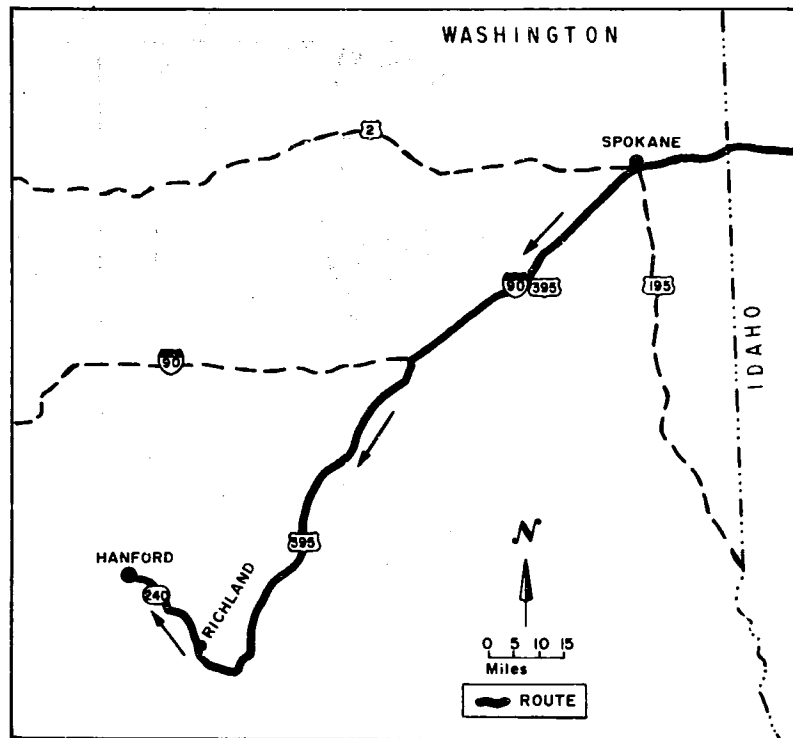 WASHINGTON
2
SPOKANE
90
395
195
IDAHO
90
395
N
HANFORD
240
RICHLAND
0 5 10 15
Miles
ROUTE